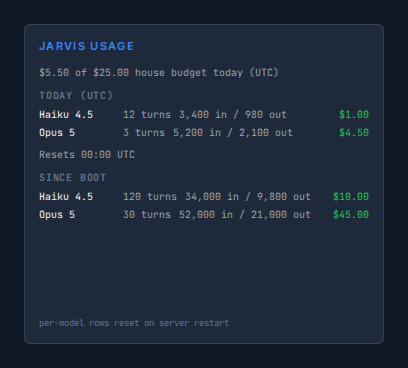 JARVIS USAGE
$5.50 of $25.00 house budget today (UTC)
TODAY (UTC)
Haiku 4.5 12 turns 3,400 in / 980 out $1.00
Opus 5 3 turns 5,200 in / 2,100 out $4.50
Resets 00:00 UTC
SINCE BOOT
Haiku 4.5 120 turns 34,000 in / 9,800 out $10.00
Opus 5 30 turns 52,000 in / 21,000 out $45.00
per-model rows reset on server restart